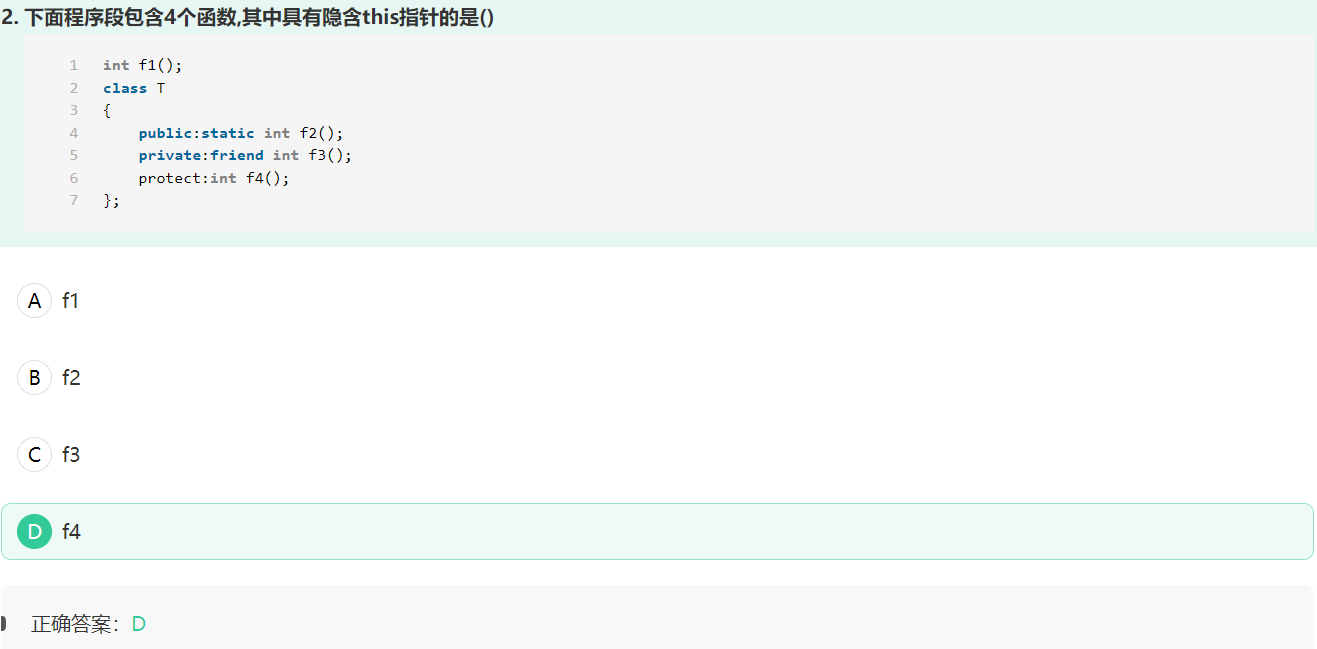 2. 下面程序段包含4个函数,其中具有隐含this指针的是()
1 int f1();
2 class T
3 {
4 public:static int f2();
5 private:friend int f3();
6 protect:int f4();
7 };
A f1
B f2
C f3
D f4
正确答案：D